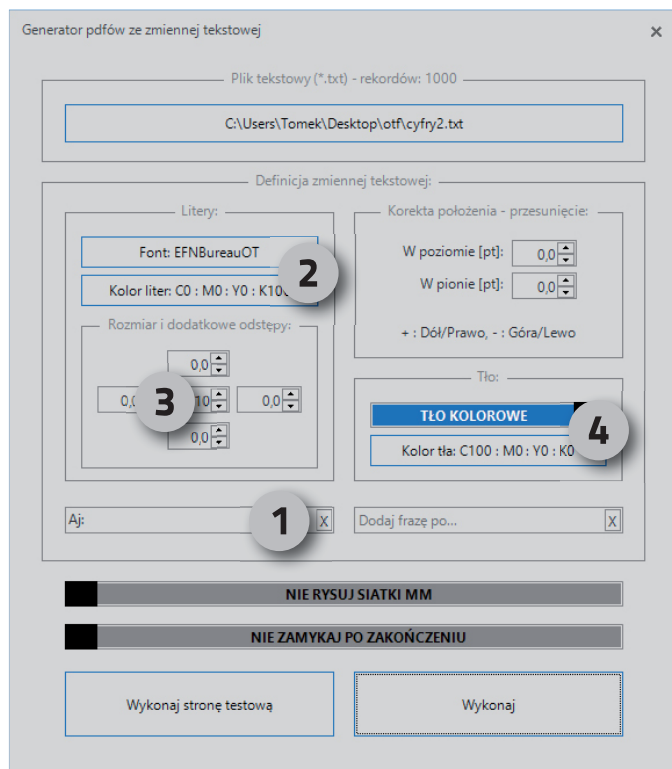 Generator pdfów ze zmiennej tekstowej
×
Plik tekstowy (*.txt) - rekordów: 1000
C:\Users\Tomek\Desktop\otf\cyfry2.txt
Definicja zmiennej tekstowej:
Litery:
Font: EFNBureauOT
2
Kolor liter: C0 : M0 : Y0 : K100
Rozmiar i dodatkowe odstępy:
0,0
0,0
3
10
0,0
0,0
Korekta położenia - przesunięcie:
W poziomie [pt]: 0,0
W pionie [pt]: 0,0
+ : Dół/Prawo, - : Góra/Lewo
Tło:
TŁO KOLOROWE
4
Kolor tła: C100 : M0 : Y0 : K0
Aj: 1 X
Dodaj frazę po... X
NIE RYSUJ SIATKI MM
NIE ZAMYKAJ PO ZAKOŃCZENIU
Wykonaj stronę testową
Wykonaj